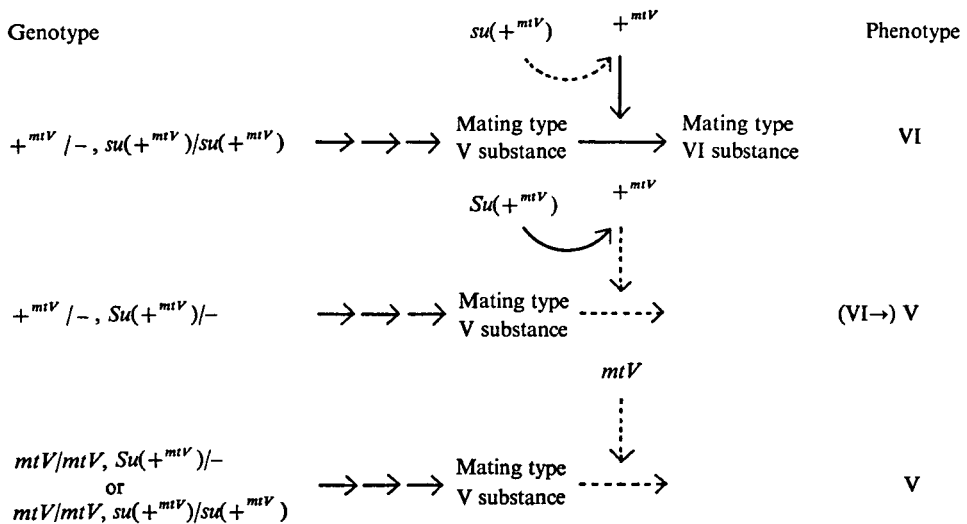 Genotype
su(+^mtV)
+^mtV
Phenotype
+^mtV /-, su(+^mtV)/su(+^mtV)
Mating type
V substance
Mating type
VI substance
VI
Su(+^mtV)
+^mtV
+^mtV /-, Su(+^mtV)/-
Mating type
V substance
(VI→) V
mtV
mtV/mtV, Su(+^mtV)/-
or
mtV/mtV, su(+^mtV)/su(+^mtV)
Mating type
V substance
V